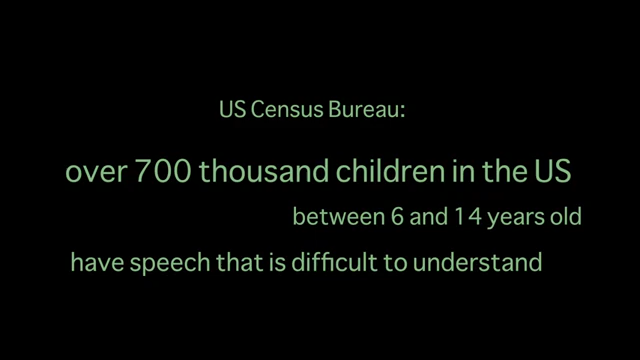 US Census Bureau:
over 700 thousand children in the US
between 6 and 14 years old
have speech that is difficult to understand